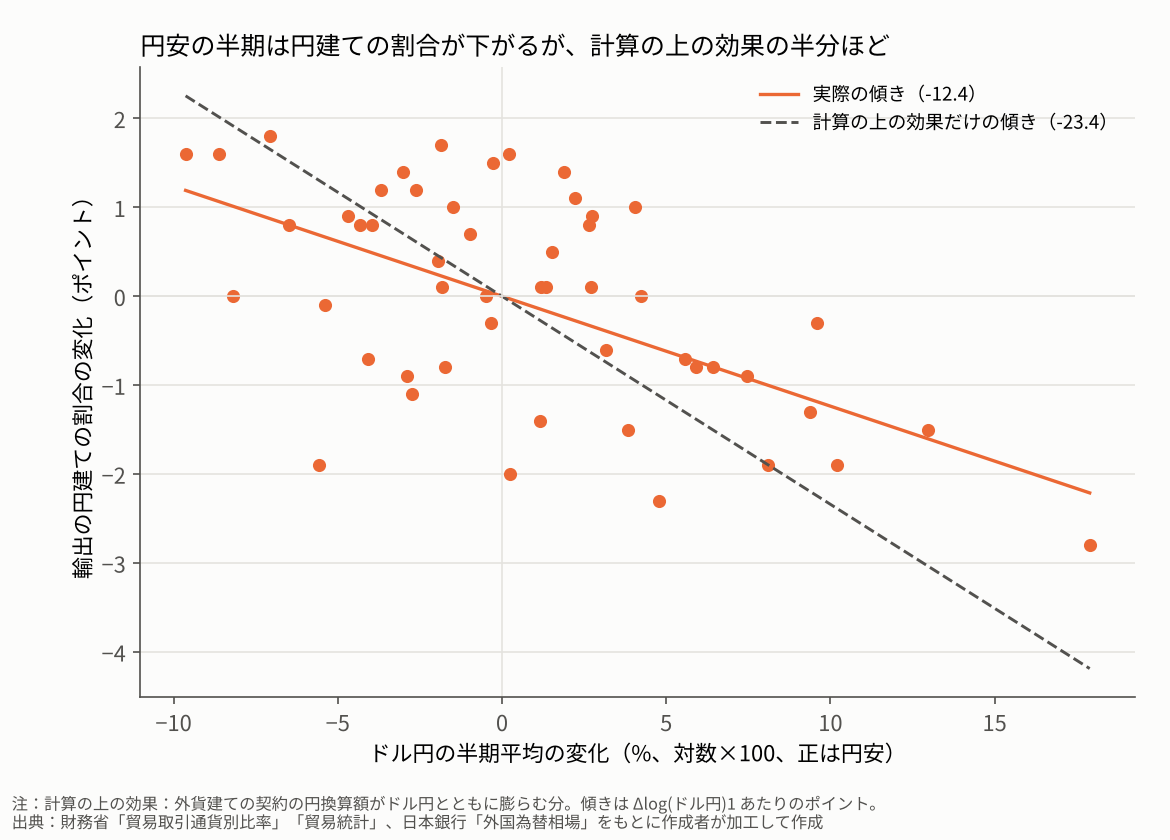 円安の半期は円建ての割合が下がるが、計算の上の効果の半分ほど
実際の傾き（-12.4）
計算の上の効果だけの傾き（-23.4）
輸出の円建ての割合の変化（ポイント）
2
1
0
−1
−2
−3
−4
−10
−5
0
5
10
15
ドル円の半期平均の変化（%、対数×100、正は円安）
注：計算の上の効果：外貨建ての契約の円換算額がドル円とともに膨らむ分。傾きは Δlog(ドル円)1 あたりのポイント。
出典：財務省「貿易取引通貨別比率」「貿易統計」、日本銀行「外国為替相場」をもとに作成者が加工して作成